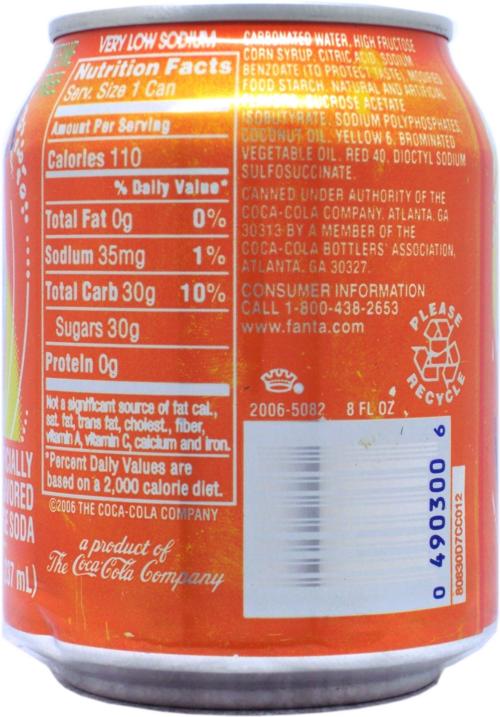 VERY LOW SODIUM
Nutrition Facts
Serv. Size 1 Can
Amount Per Serving
Calories 110
% Daily Value*
Total Fat 0g 0%
Sodium 35mg 1%
Total Carb 30g 10%
Sugars 30g
Protein 0g
Not a significant source of fat cal.,
sat. fat, trans fat, cholest., fiber,
vitamin A, vitamin C, calcium and iron.
*Percent Daily Values are
based on a 2,000 calorie diet.
©2006 THE COCA-COLA COMPANY
a product of
The Coca-Cola Company
CARBONATED WATER, HIGH FRUCTOSE
CORN SYRUP, CITRIC ACID, SODIUM
BENZOATE (TO PROTECT TASTE), MODIFIED
FOOD STARCH, NATURAL AND ARTIFICIAL
FLAVORS, SUCROSE ACETATE
ISOBUTYRATE, SODIUM POLYPHOSPHATES,
COCONUT OIL, YELLOW 6, BROMINATED
VEGETABLE OIL, RED 40, DIOCTYL SODIUM
SULFOSUCCINATE.
CANNED UNDER AUTHORITY OF THE
COCA-COLA COMPANY, ATLANTA, GA
30313 BY A MEMBER OF THE
COCA-COLA BOTTLERS' ASSOCIATION,
ATLANTA, GA 30327.
CONSUMER INFORMATION
CALL 1-800-438-2653
www.fanta.com
PLEASE
RECYCLE
2006-5082 8 FL OZ
0 490300 6
80830D7CC012
CIALLY
VORED
E SODA
237 mL)